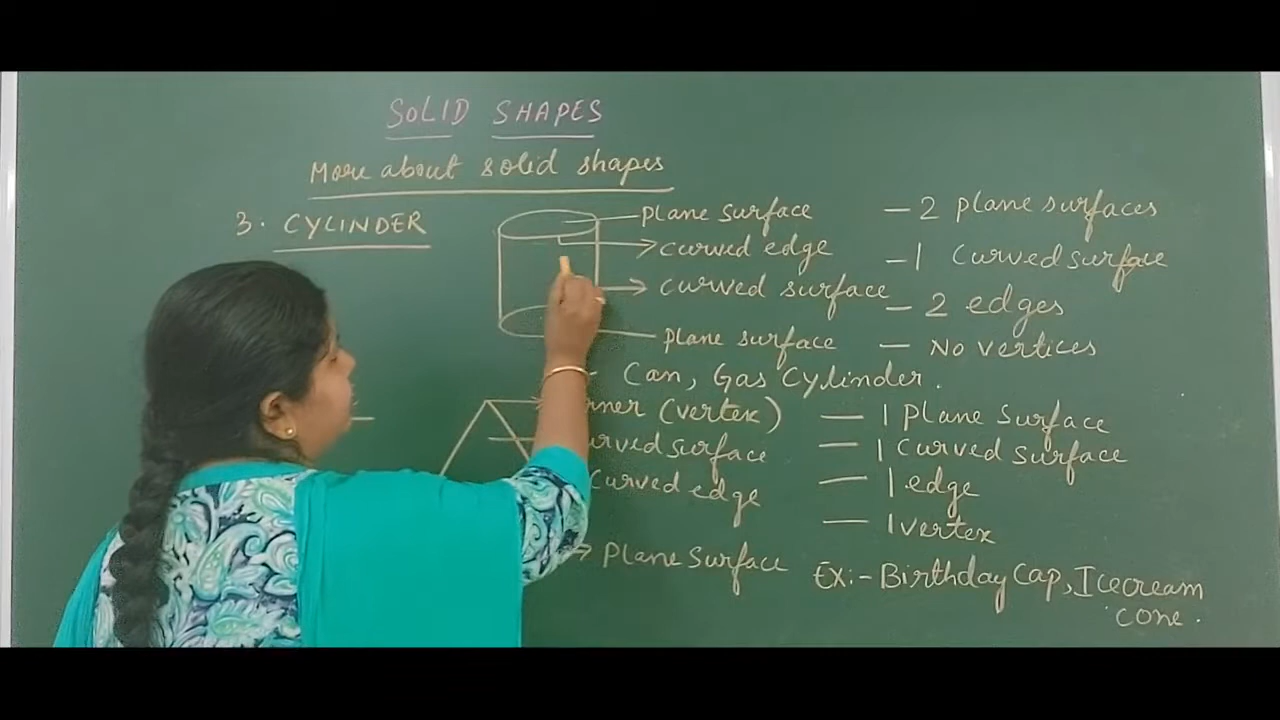 SOLID SHAPES
More about solid shapes
3. CYLINDER
plane surface — 2 plane surfaces
curved edge — 1 curved surface
curved surface — 2 edges
plane surface — No vertices
Can, Gas Cylinder.
(vertex) — 1 Plane Surface
surface — 1 Curved Surface
Curved edge — 1 edge
— 1 vertex
Plane Surface
EX:- Birthday Cap, Icecream
cone.